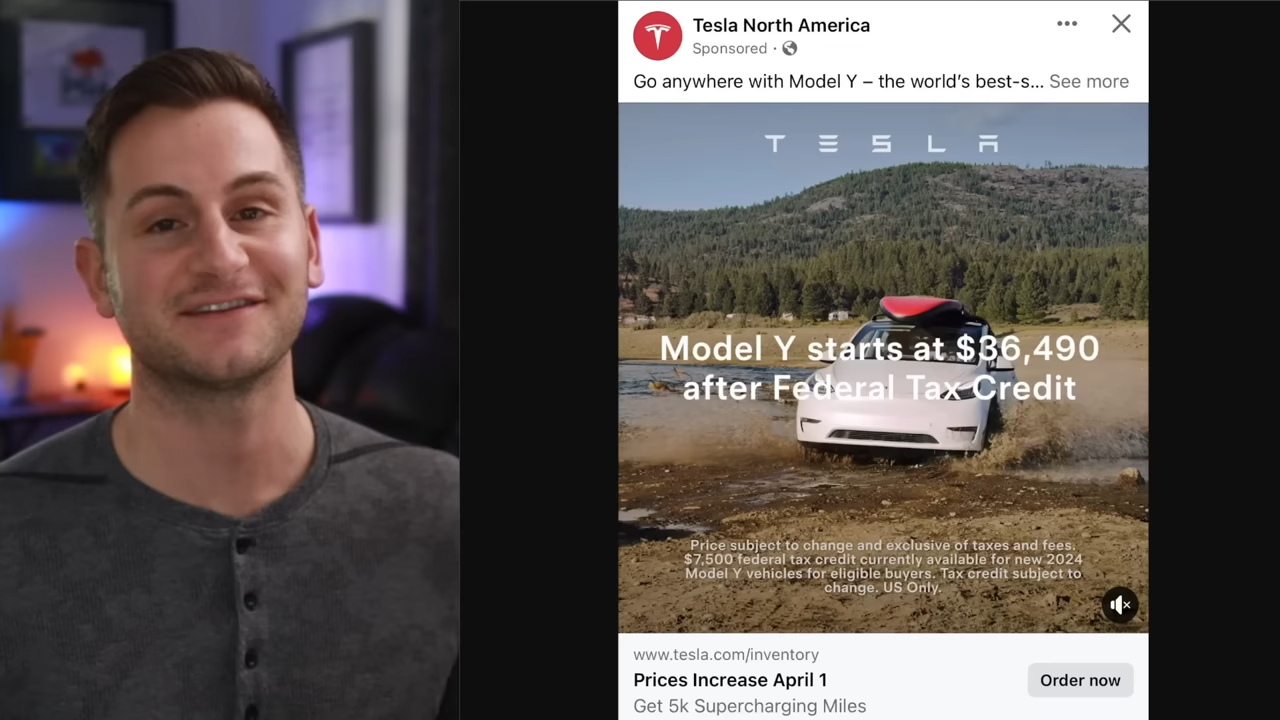 Tesla North America
Sponsored ·
Go anywhere with Model Y – the world’s best-s... See more
TESLA
Model Y starts at $36,490
after Federal Tax Credit
Price subject to change and exclusive of taxes and fees.
$7,500 federal tax credit currently available for new 2024
Model Y vehicles for eligible buyers. Tax credit subject to
change. US Only.
www.tesla.com/inventory
Prices Increase April 1
Order now
Get 5k Supercharging Miles